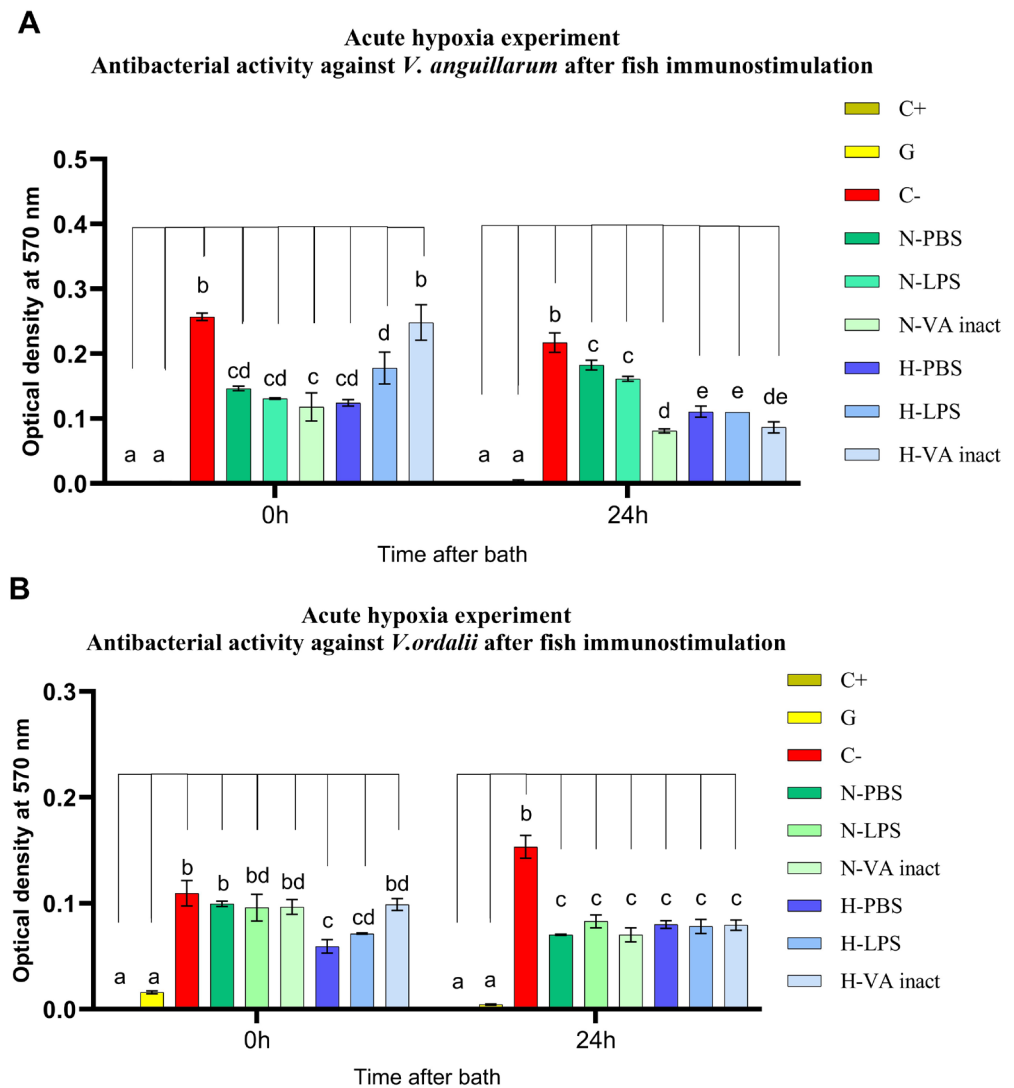 A
Acute hypoxia experiment
Antibacterial activity against V. anguillarum after fish immunostimulation
C+
G
C-
N-PBS
N-LPS
N-VA inact
H-PBS
H-LPS
H-VA inact
Optical density at 570 nm
0.5
0.4
0.3
0.2
0.1
0.0
a a b cd cd c cd d b
a a b c c d e e de
0h 24h
Time after bath
B
Acute hypoxia experiment
Antibacterial activity against V.ordalii after fish immunostimulation
C+
G
C-
N-PBS
N-LPS
N-VA inact
H-PBS
H-LPS
H-VA inact
Optical density at 570 nm
0.3
0.2
0.1
0.0
a a b b bd bd c cd bd
a a b c c c c c c
0h 24h
Time after bath